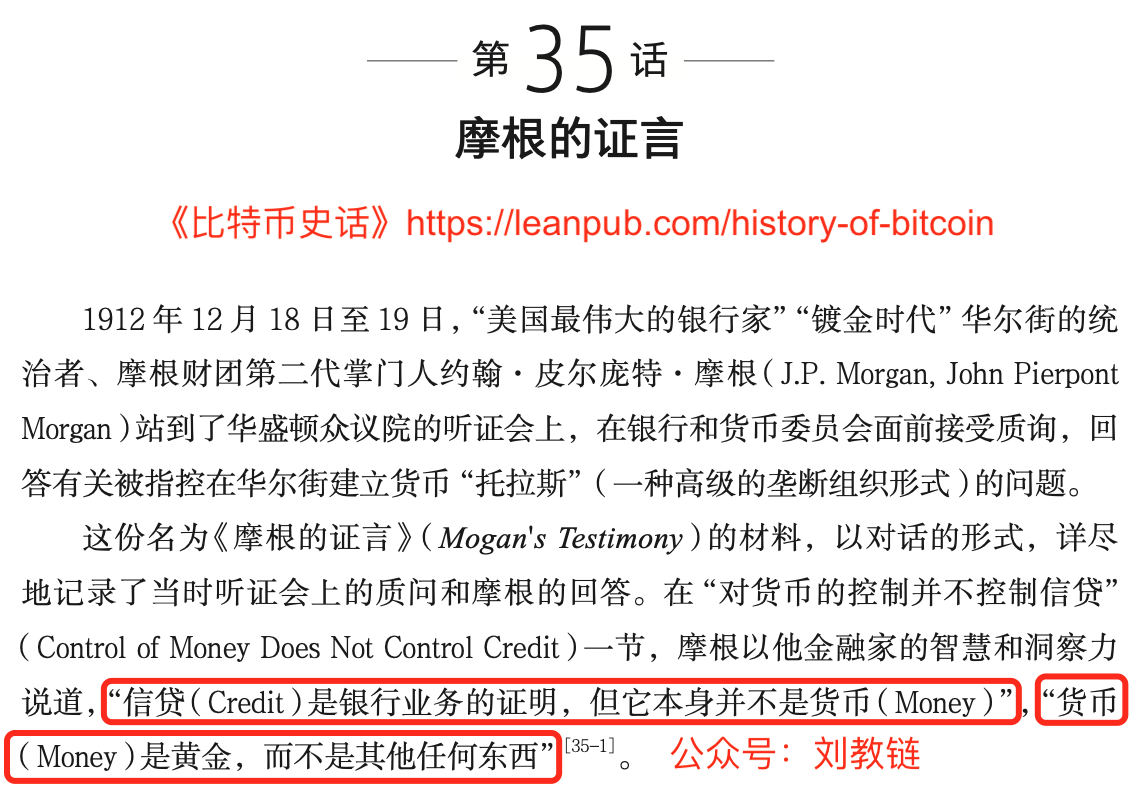 第 35 话
摩根的证言
《比特币史话》https://leanpub.com/history-of-bitcoin
1912 年 12 月 18 日至 19 日，“美国最伟大的银行家” “镀金时代” 华尔街的统
治者、摩根财团第二代掌门人约翰·皮尔庞特·摩根（J.P. Morgan, John Pierpont
Morgan）站到了华盛顿众议院的听证会上，在银行和货币委员会面前接受质询，回
答有关被指控在华尔街建立货币 “托拉斯”（一种高级的垄断组织形式）的问题。
这份名为《摩根的证言》（Mogan's Testimony）的材料，以对话的形式，详尽
地记录了当时听证会上的质问和摩根的回答。在 “对货币的控制并不控制信贷”
（Control of Money Does Not Control Credit）一节，摩根以他金融家的智慧和洞察力
说道，“信贷（Credit）是银行业务的证明，但它本身并不是货币（Money）”，“货币
（Money）是黄金，而不是其他任何东西”[35-1]。 公众号：刘教链